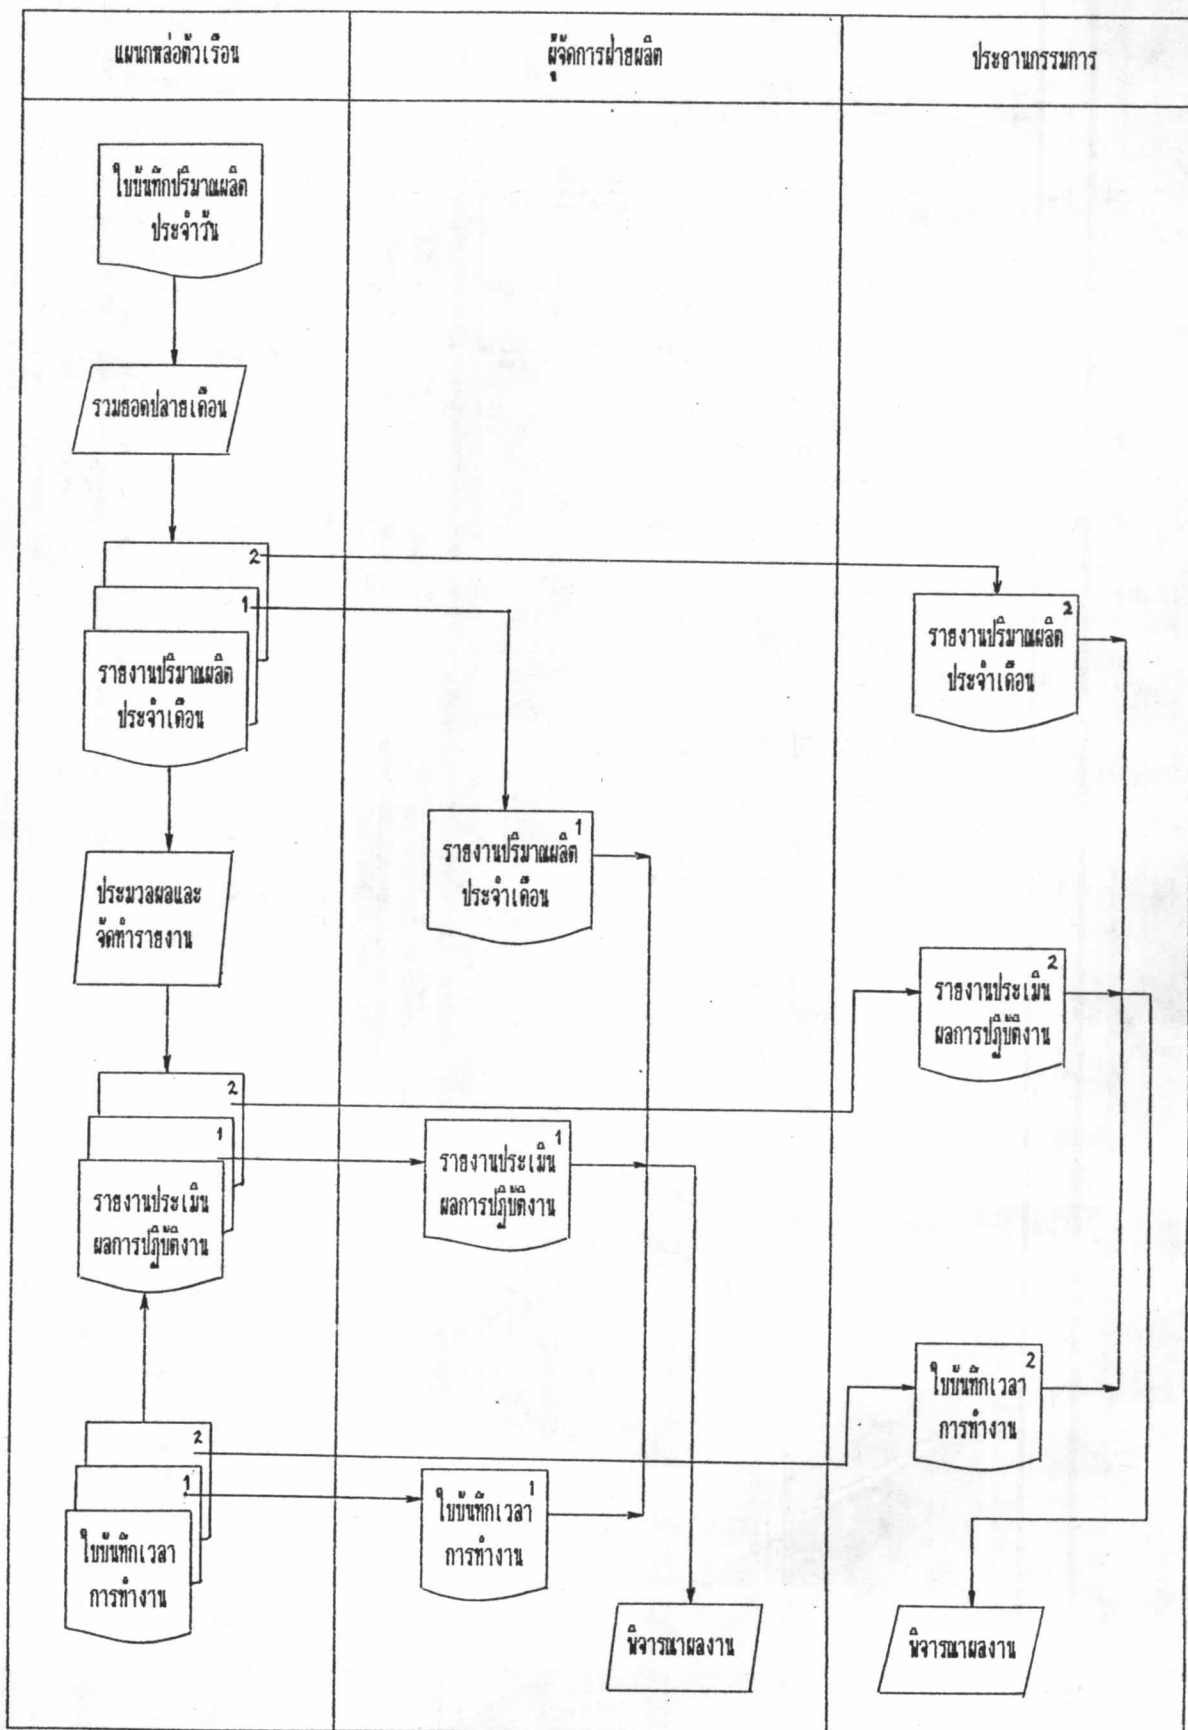 แผนกหล่อตัวเรือน
ผู้จัดการฝ่ายผลิต
ประธานกรรมการ
ใบบันทึกปริมาณผลิต
ประจำวัน
รวมยอดปลายเดือน
2
1
รายงานปริมาณผลิต
ประจำเดือน
2
รายงานปริมาณผลิต
ประจำเดือน
1
รายงานปริมาณผลิต
ประจำเดือน
ประมวลผลและ
จัดทำรายงาน
2
รายงานประเมิน
ผลการปฏิบัติงาน
2
1
รายงานประเมิน
ผลการปฏิบัติงาน
1
รายงานประเมิน
ผลการปฏิบัติงาน
2
ใบบันทึกเวลา
การทำงาน
2
1
ใบบันทึกเวลา
การทำงาน
1
ใบบันทึกเวลา
การทำงาน
พิจารณาผลงาน
พิจารณาผลงาน